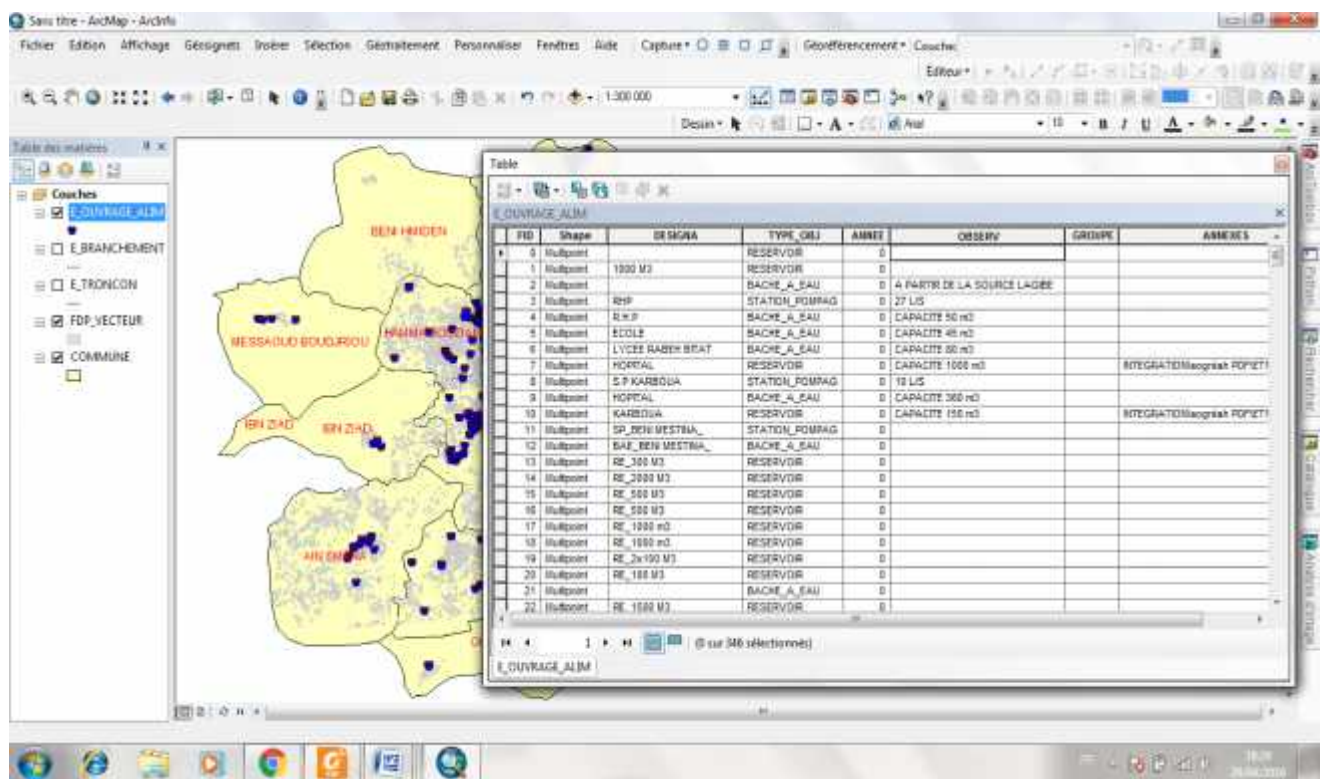 Sans titre - ArcMap - ArcInfo
Fichier Edition Affichage Géosignets Insérer Sélection Géotraitement Personnaliser Fenêtres Aide Capture Géoréférencement Couche:
Editeur
1:300 000
Dessin A Arial 10 B I U A
Table des matières
Couches
E_OUVRAGE_ALIM
E_BRANCHEMENT
E_TRONCON
FDP_VECTEUR
COMMUNE
BENI HMIDEN
MESSAOUD BOUDJRIOU
IBN ZIAD
IBN ZIAD
Table
E_OUVRAGE_ALIM
FID Shape DESIGNA TYPE_OBJ ANNEE OBSERV GROUPE ANNEXES
0 Multipoint RESERVOIR 0
1 Multipoint 1000 M3 RESERVOIR 0
2 Multipoint BACHE_A_EAU 0 A PARTIR DE LA SOURCE LAGIBE
3 Multipoint RHP STATION_POMPAG 0 27 L/S
4 Multipoint R.H.P BACHE_A_EAU 0 CAPACITE 50 m3
5 Multipoint ECOLE BACHE_A_EAU 0 CAPACITE 45 m3
6 Multipoint LYCEE RABEH BITAT BACHE_A_EAU 0 CAPACITE 80 m3
7 Multipoint HOPITAL RESERVOIR 0 CAPACITE 1000 m3
8 Multipoint S.P KARBOUA STATION_POMPAG 0 10 L/S
9 Multipoint HOPITAL BACHE_A_EAU 0 CAPACITE 360 m3
10 Multipoint KARBOUA RESERVOIR 0 CAPACITE 150 m3
11 Multipoint SP_BENI MESTINA_ STATION_POMPAG 0
12 Multipoint BAE_BENI MESTINA_ BACHE_A_EAU 0
13 Multipoint RE_300 M3 RESERVOIR 0
14 Multipoint RE_2000 M3 RESERVOIR 0
15 Multipoint RE_500 M3 RESERVOIR 0
16 Multipoint RE_500 M3 RESERVOIR 0
17 Multipoint RE_1000 m3 RESERVOIR 0
18 Multipoint RE_1000 m3 RESERVOIR 0
19 Multipoint RE_2x100 M3 RESERVOIR 0
20 Multipoint RE_100 M3 RESERVOIR 0
21 Multipoint BACHE_A_EAU 0
22 Multipoint RE_1500 M3 RESERVOIR 0
1 (0 sur 346 sélectionnés)
E_OUVRAGE_ALIM
Rechercher
Catalogue
Analyse d'image